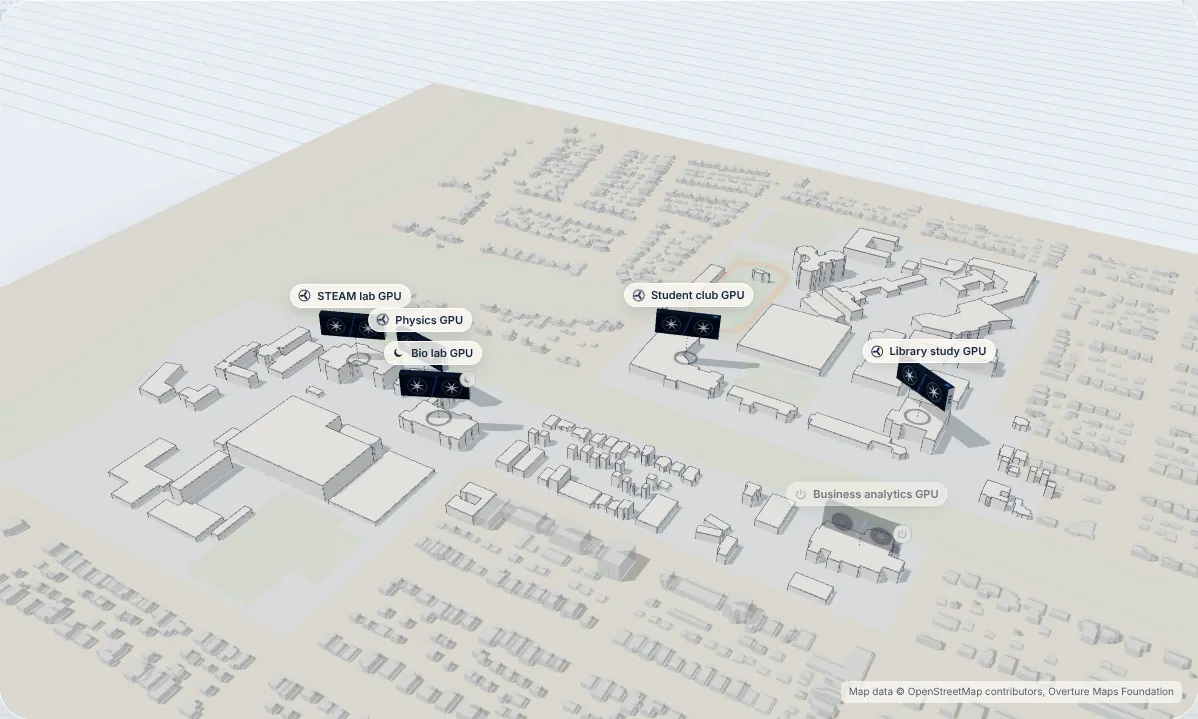 STEAM lab GPU
Physics GPU
Bio lab GPU
Student club GPU
Library study GPU
Business analytics GPU
Map data © OpenStreetMap contributors, Overture Maps Foundation